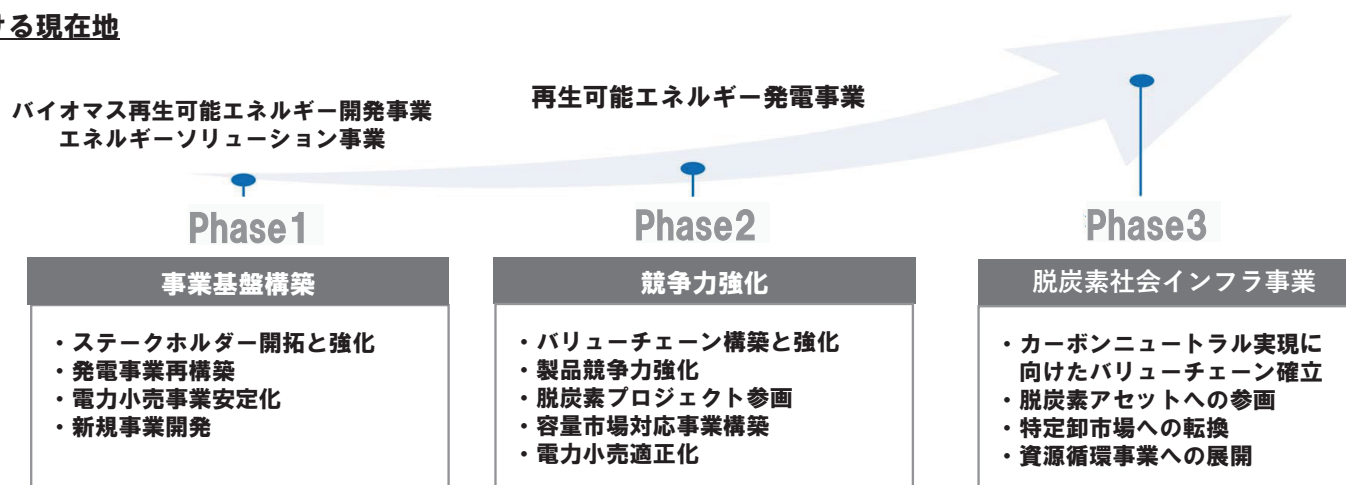 ける現在地
バイオマス再生可能エネルギー開発事業
エネルギーソリューション事業
再生可能エネルギー発電事業
Phase1
Phase2
Phase3
事業基盤構築
・ステークホルダー開拓と強化
・発電事業再構築
・電力小売事業安定化
・新規事業開発
競争力強化
・バリューチェーン構築と強化
・製品競争力強化
・脱炭素プロジェクト参画
・容量市場対応事業構築
・電力小売適正化
脱炭素社会インフラ事業
・カーボンニュートラル実現に
向けたバリューチェーン確立
・脱炭素アセットへの参画
・特定卸市場への転換
・資源循環事業への展開